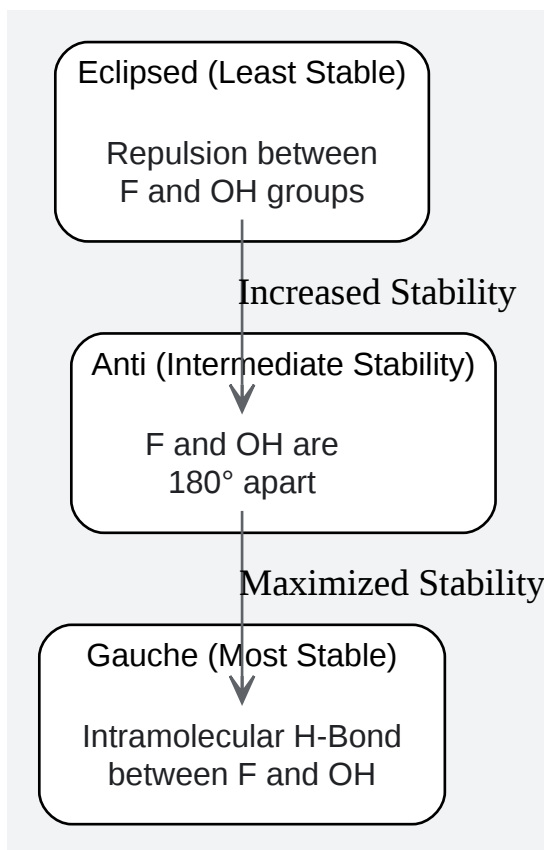 Eclipsed (Least Stable)
Repulsion between
F and OH groups
Increased Stability
Anti (Intermediate Stability)
F and OH are
180° apart
Maximized Stability
Gauche (Most Stable)
Intramolecular H-Bond
between F and OH